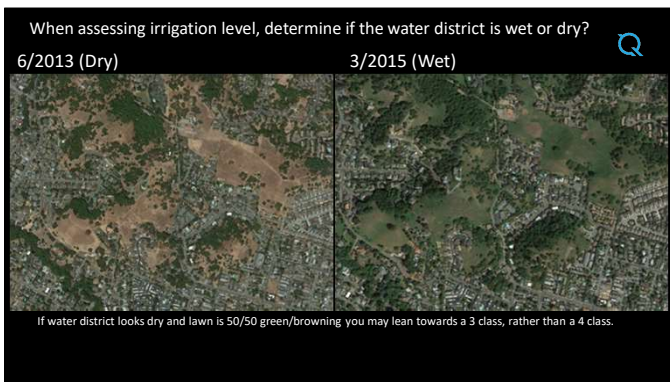 When assessing irrigation level, determine if the water district is wet or dry?
6/2013 (Dry)
3/2015 (Wet)
If water district looks dry and lawn is 50/50 green/browning you may lean towards a 3 class, rather than a 4 class.